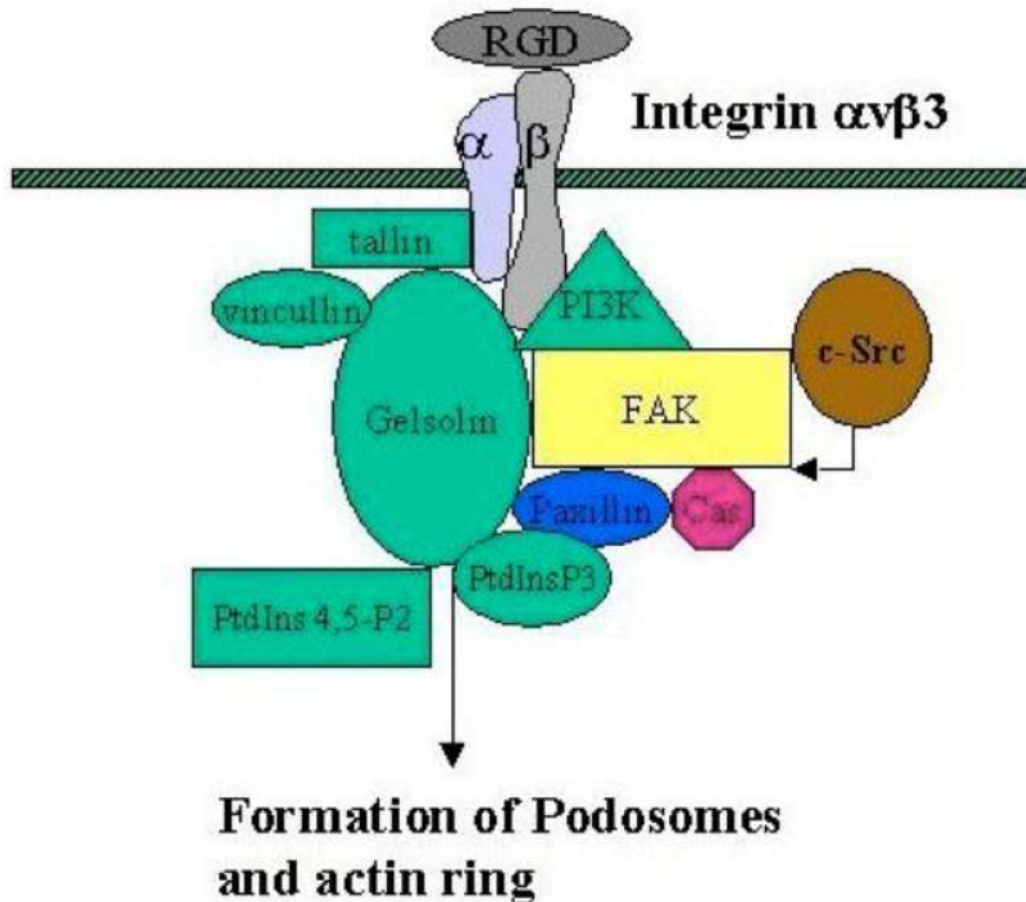 RGD
Integrin αvβ3
α
β
tallin
vincullin
PI3K
c-Src
Gelsolin
FAK
Paxillin
Cas
PtdInsP3
PtdIns 4,5-P2
Formation of Podosomes
and actin ring